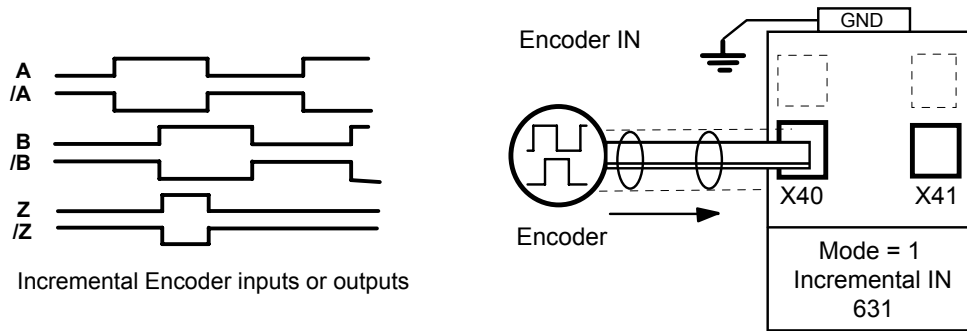 A
/A
B
/B
Z
/Z
Incremental Encoder inputs or outputs
Encoder IN
GND
X40
X41
Encoder
Mode = 1
Incremental IN
631